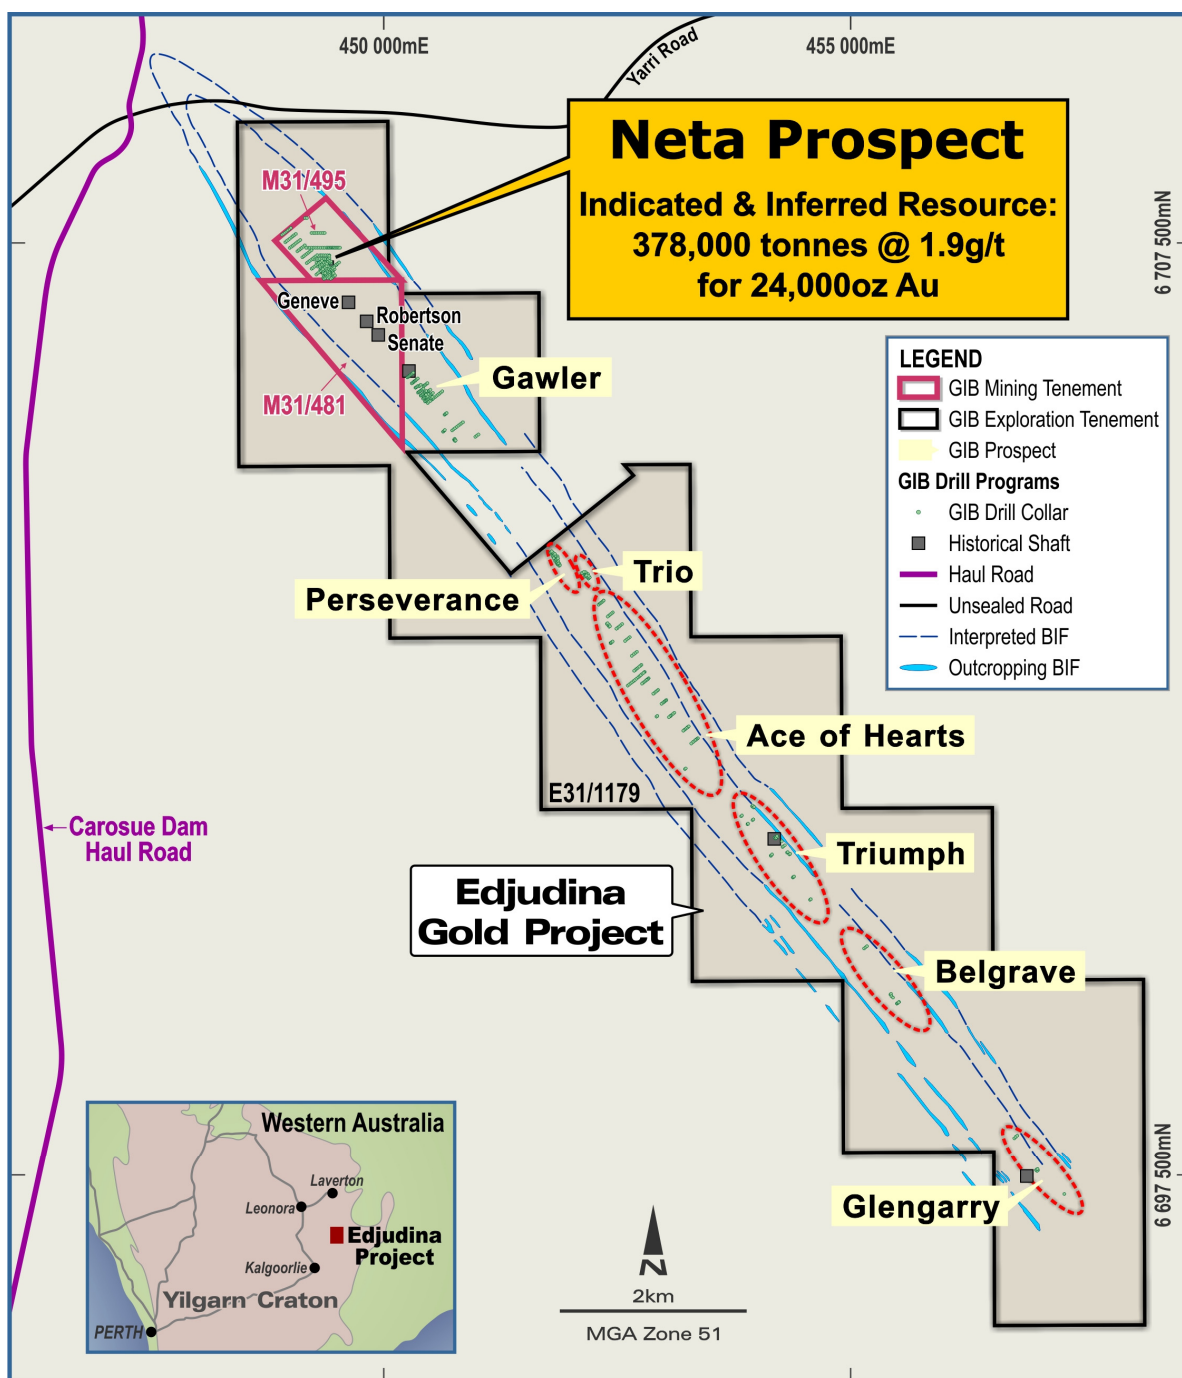 450 000mE
455 000mE
Yarri Road
Neta Prospect
Indicated & Inferred Resource:
378,000 tonnes @ 1.9g/t
for 24,000oz Au
M31/495
6 707 500mN
Geneve
Robertson
Senate
Gawler
M31/481
LEGEND
GIB Mining Tenement
GIB Exploration Tenement
GIB Prospect
GIB Drill Programs
GIB Drill Collar
Historical Shaft
Haul Road
Unsealed Road
Interpreted BIF
Outcropping BIF
Trio
Perseverance
Ace of Hearts
E31/1179
Carosue Dam
Haul Road
Triumph
Edjudina
Gold Project
Belgrave
Glengarry
6 697 500mN
Western Australia
Laverton
Leonora
Edjudina
Project
Kalgoorlie
Yilgarn Craton
PERTH
N
2km
MGA Zone 51